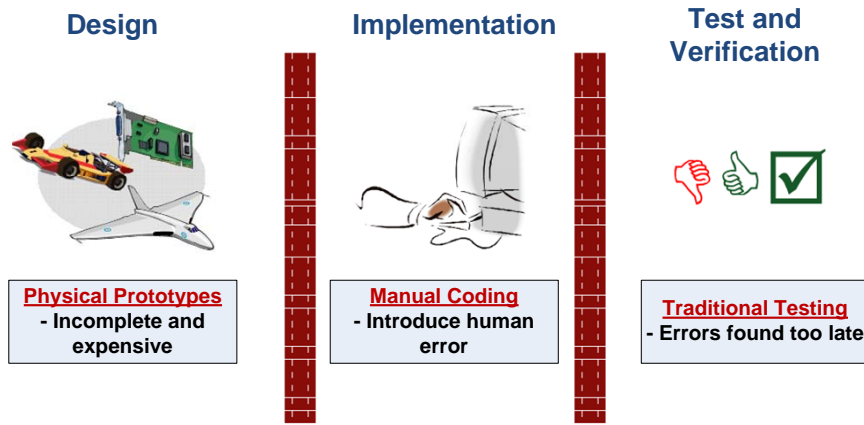 Design
Implementation
Test and
Verification
Physical Prototypes
- Incomplete and
expensive
Manual Coding
- Introduce human
error
Traditional Testing
- Errors found too late